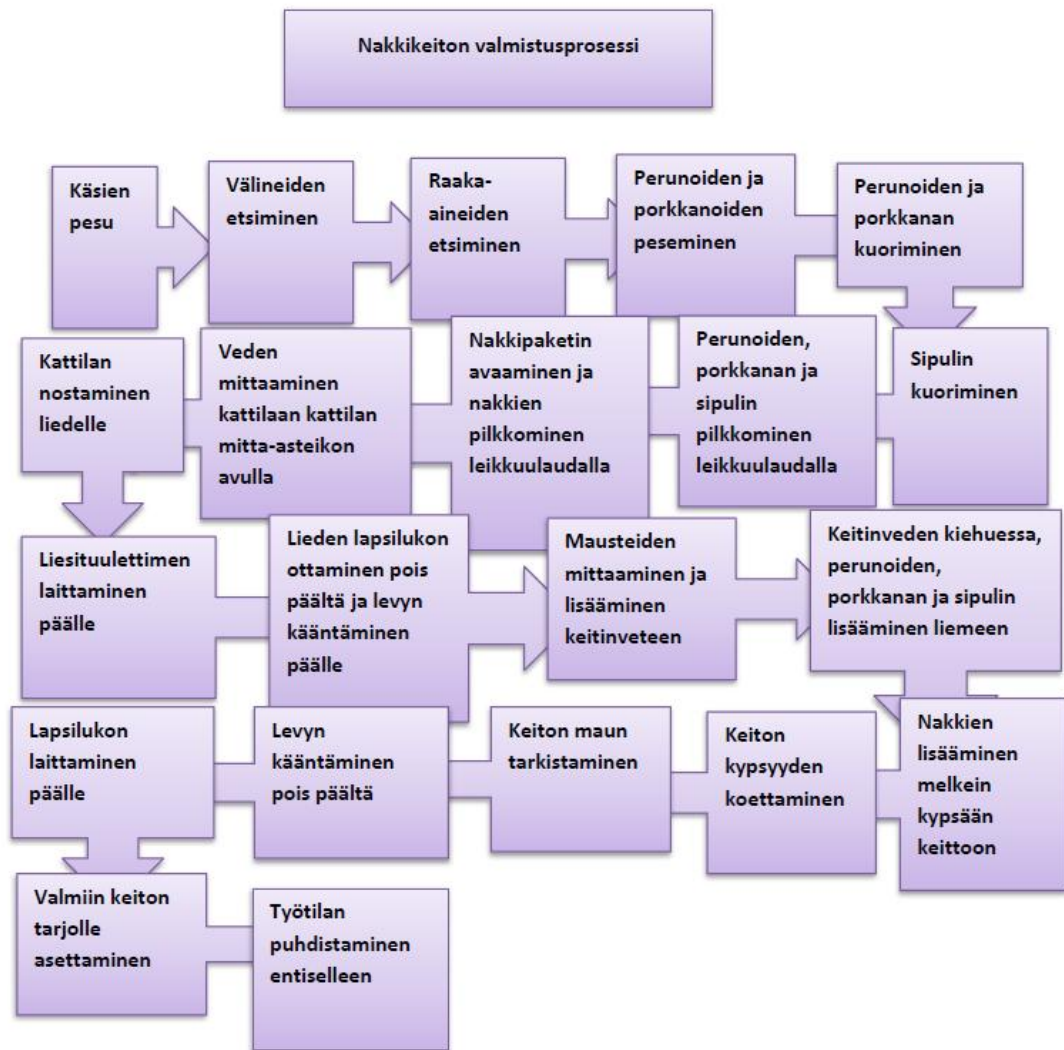 Nakkikeiton valmistusprosessi
Käsien
pesu
Välineiden
etsiminen
Raaka-
aineiden
etsiminen
Perunoiden ja
porkkanoiden
peseminen
Perunoiden ja
porkkanan
kuoriminen
Sipulin
kuoriminen
Perunoiden,
porkkanan ja
sipulin
pilkkominen
leikkuulaudalla
Nakkipaketin
avaaminen ja
nakkien
pilkkominen
leikkuulaudalla
Veden
mittaaminen
kattilaan kattilan
mitta-asteikon
avulla
Kattilan
nostaminen
liedelle
Liesituulettimen
laittaminen
päälle
Lieden lapsilukon
ottaminen pois
päältä ja levyn
kääntäminen
päälle
Mausteiden
mittaaminen ja
lisääminen
keitinveteen
Keitinveden kiehuessa,
perunoiden,
porkkanan ja sipulin
lisääminen liemeen
Nakkien
lisääminen
melkein
kypsään
keittoon
Keiton
kypsyyden
koettaminen
Keiton maun
tarkistaminen
Levyn
kääntäminen
pois päältä
Lapsilukon
laittaminen
päälle
Valmiin keiton
tarjolle
asettaminen
Työtilan
puhdistaminen
entiselleen